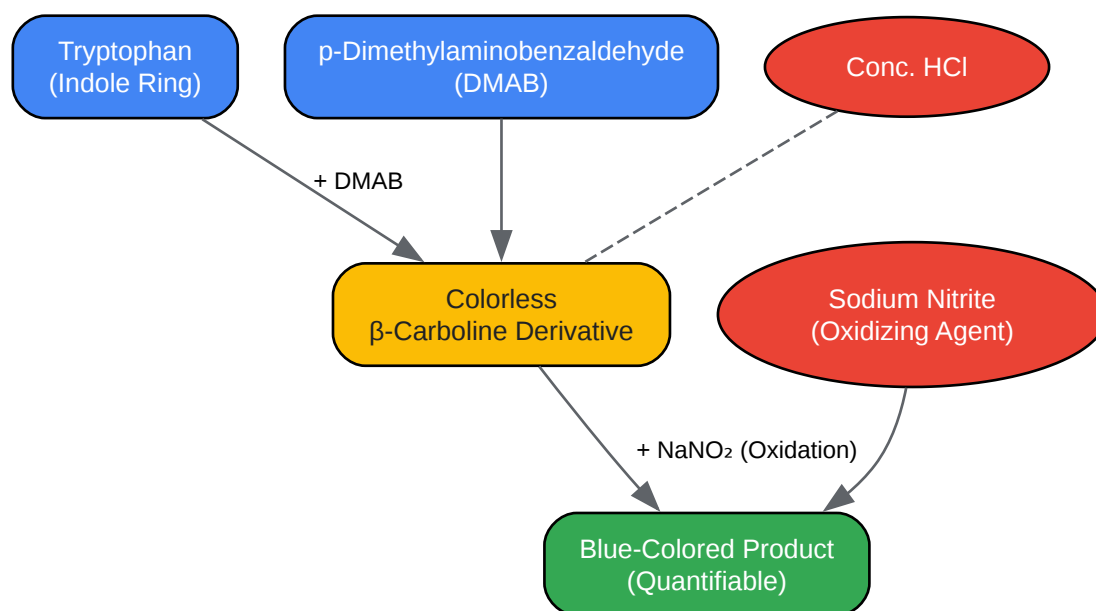 Tryptophan
(Indole Ring)
p-Dimethylaminobenzaldehyde
(DMAB)
Conc. HCl
+ DMAB
Colorless
β-Carboline Derivative
Sodium Nitrite
(Oxidizing Agent)
+ NaNO₂ (Oxidation)
Blue-Colored Product
(Quantifiable)